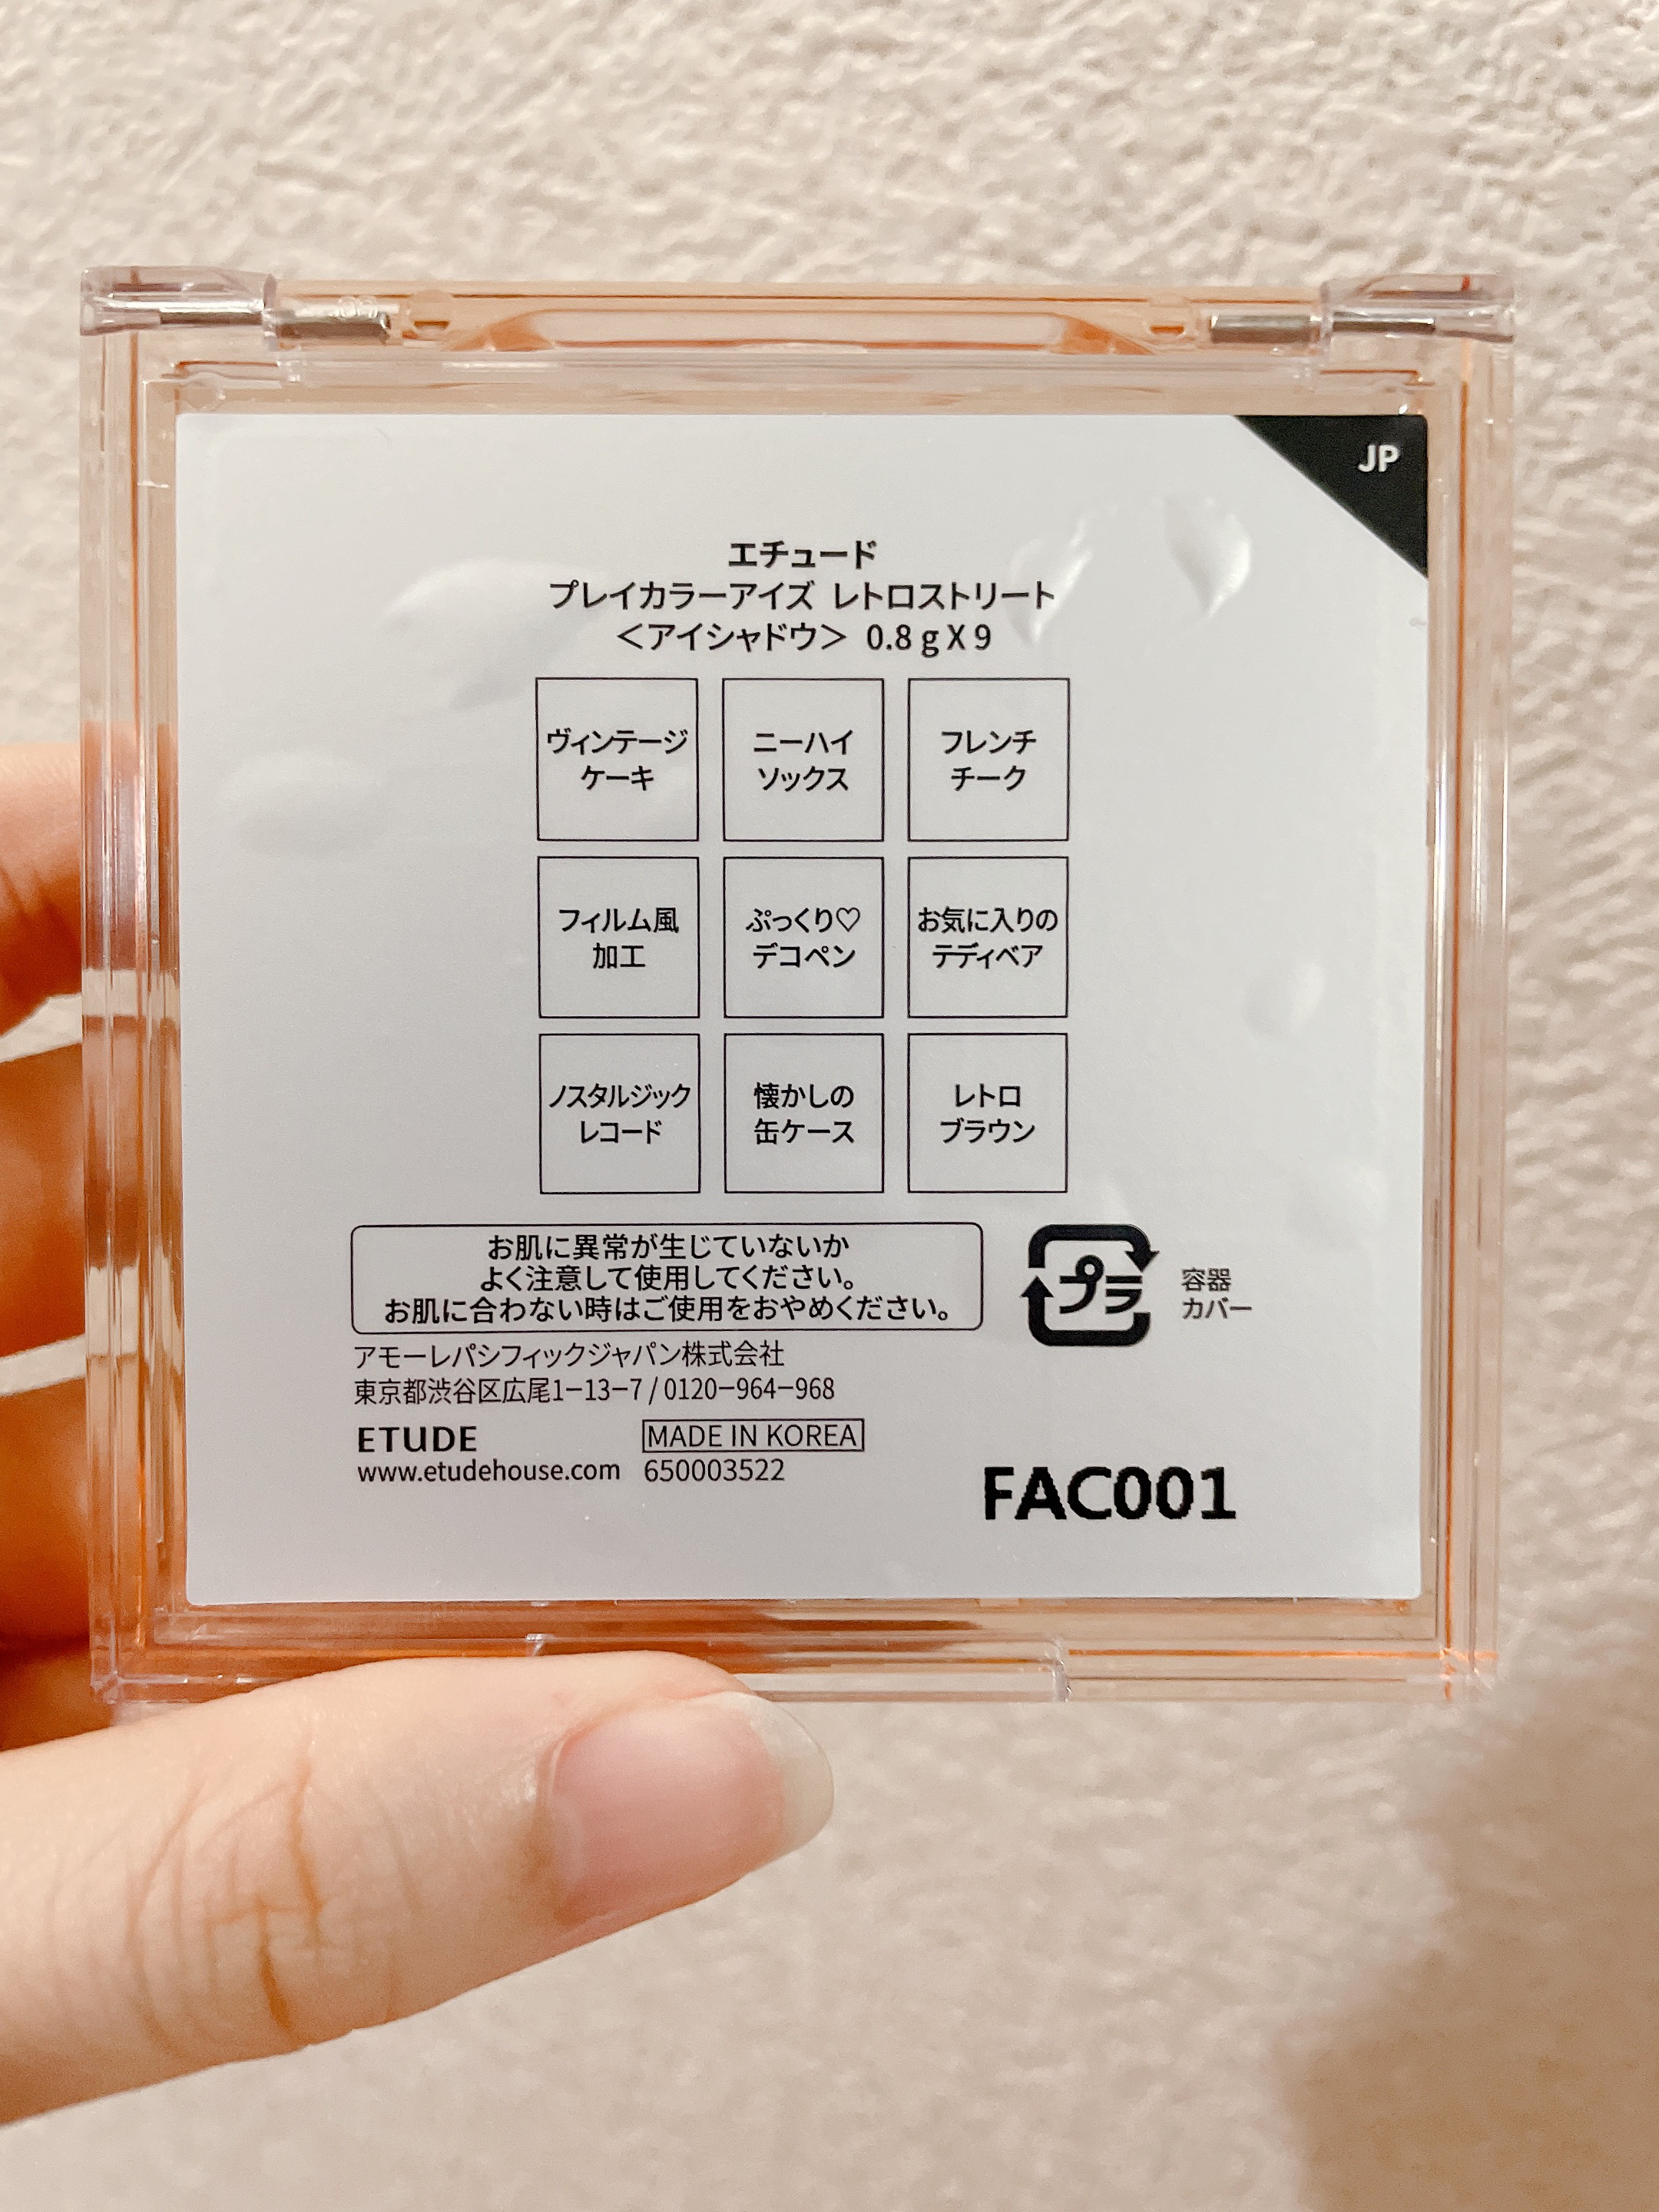 JP
エチュード
プレイカラーアイズ レトロストリート
＜アイシャドウ＞ 0.8 g X 9
ヴィンテージ
ケーキ
ニーハイ
ソックス
フレンチ
チーク
フィルム風
加工
ぷっくり♡
デコペン
お気に入りの
テディベア
ノスタルジック
レコード
懐かしの
缶ケース
レトロ
ブラウン
お肌に異常が生じていないか
よく注意して使用してください。
お肌に合わない時はご使用をおやめください。
プラ
容器
カバー
アモーレパシフィックジャパン株式会社
東京都渋谷区広尾1−13−7 / 0120−964−968
ETUDE
www.etudehouse.com
MADE IN KOREA
650003522
FAC001